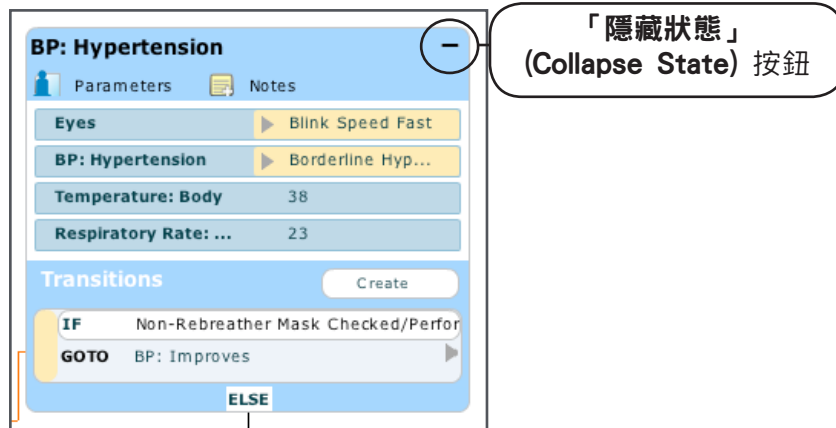 BP: Hypertension
「隱藏狀態」
(Collapse State) 按鈕
Parameters Notes
Eyes Blink Speed Fast
BP: Hypertension Borderline Hyp...
Temperature: Body 38
Respiratory Rate: ... 23
Transitions Create
IF Non-Rebreather Mask Checked/Perfor
GOTO BP: Improves
ELSE